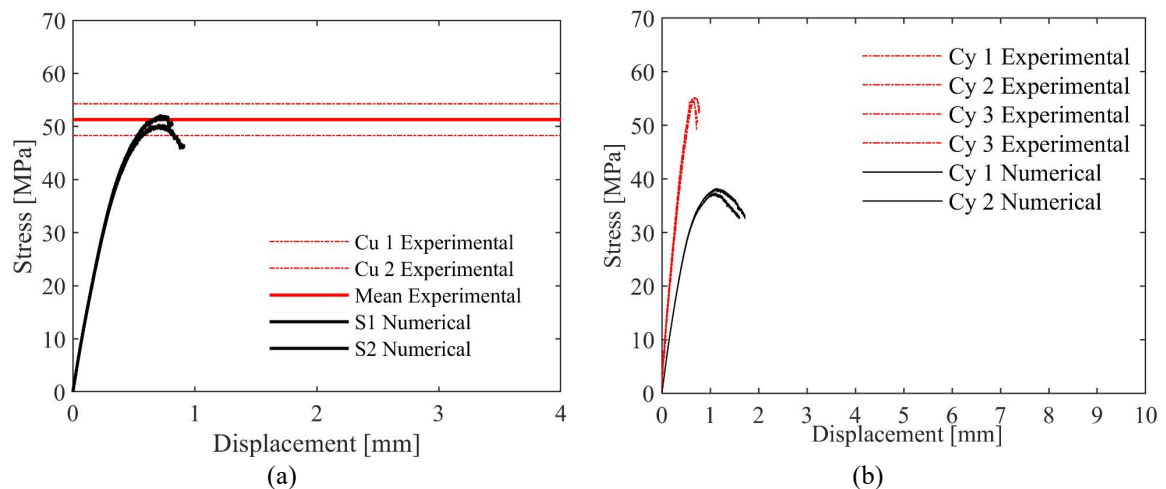 70
60
50
40
30
20
10
0
Stress [MPa]
Cu 1 Experimental
Cu 2 Experimental
Mean Experimental
S1 Numerical
S2 Numerical
0 1 2 3 4
Displacement [mm]
(a)
70
60
50
40
30
20
10
0
Stress [MPa]
Cy 1 Experimental
Cy 2 Experimental
Cy 3 Experimental
Cy 3 Experimental
Cy 1 Numerical
Cy 2 Numerical
0 1 2 3 4 5 6 7 8 9 10
Displacement [mm]
(b)